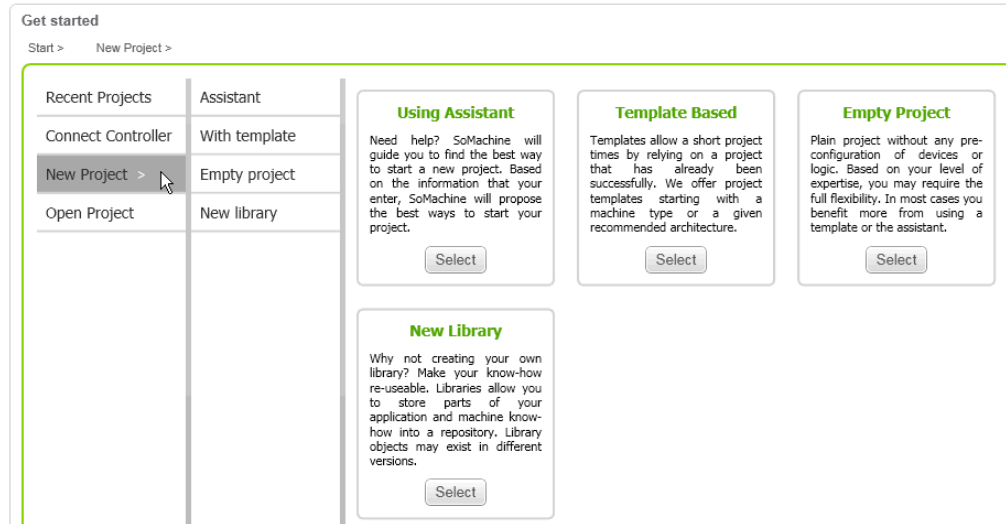 Get started
Start >
New Project >
Recent Projects
Connect Controller
New Project >
Open Project
Assistant
With template
Empty project
New library
Using Assistant
Need help? SoMachine will
guide you to find the best way
to start a new project. Based
on the information that your
enter, SoMachine will propose
the best ways to start your
project.
Select
Template Based
Templates allow a short project
times by relying on a project
that has already been
successfully. We offer project
templates starting with a
machine type or a given
recommended architecture.
Select
Empty Project
Plain project without any pre-
configuration of devices or
logic. Based on your level of
expertise, you may require the
full flexibility. In most cases you
benefit more from using a
template or the assistant.
Select
New Library
Why not creating your own
library? Make your know-how
re-useable. Libraries allow you
to store parts of your
application and machine know-
how into a repository. Library
objects may exist in different
versions.
Select